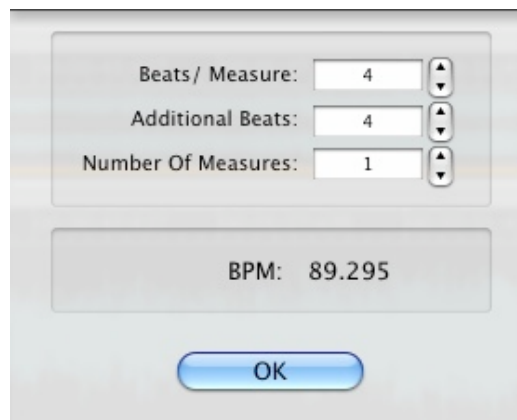 Beats/ Measure: 4
Additional Beats: 4
Number Of Measures: 1
BPM: 89.295
OK